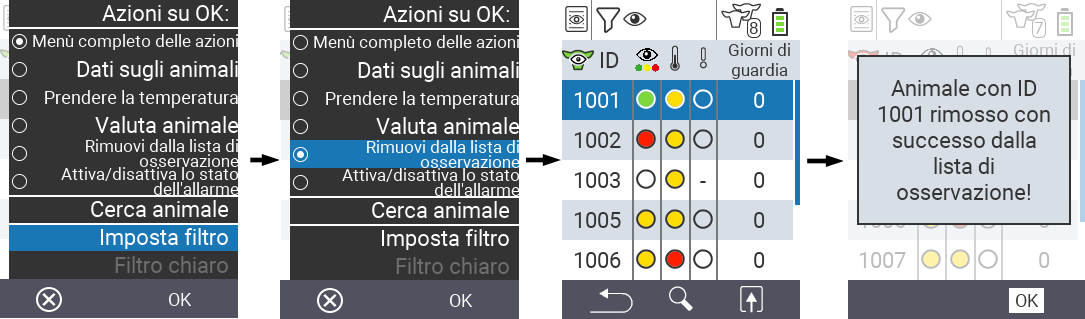 Azioni su OK:
Menù completo delle azioni
Dati sugli animali
Prendere la temperatura
Valuta animale
Rimuovi dalla lista di
osservazione
Attiva/disattiva lo stato
dell'allarme
Cerca animale
Imposta filtro
Filtro chiaro
OK
Azioni su OK:
Menù completo delle azioni
Dati sugli animali
Prendere la temperatura
Valuta animale
Rimuovi dalla lista di
osservazione
Attiva/disattiva lo stato
dell'allarme
Cerca animale
Imposta filtro
Filtro chiaro
OK
8
ID Giorni di
guardia
1001 0
1002 0
1003 - 0
1005 0
1006 0
7
ID Giorni di
Animale con ID
1001 rimosso con
successo dalla
lista di
osservazione!
1007 0
OK